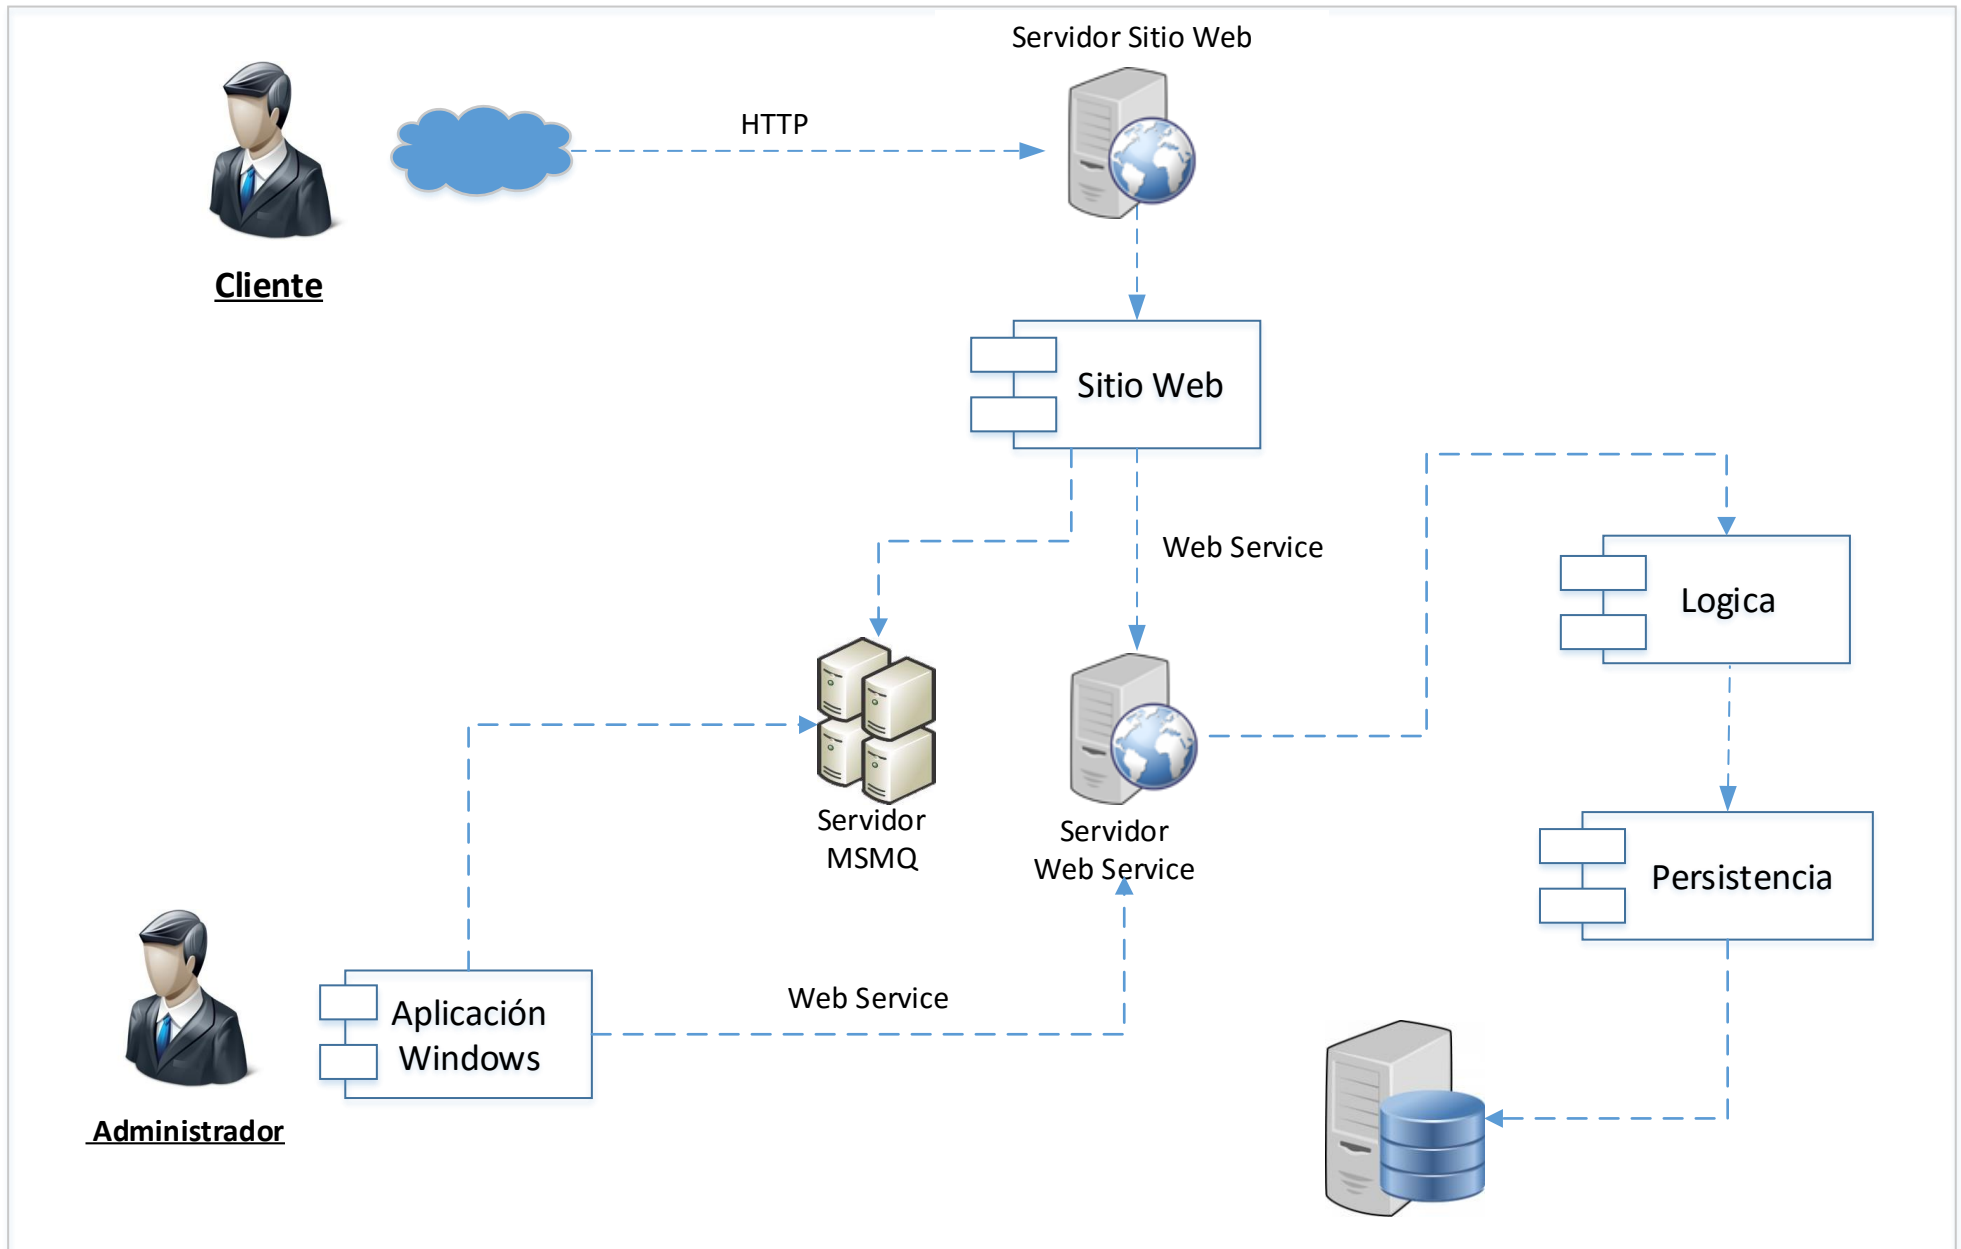 Servidor Sitio Web
HTTP
Cliente
Sitio Web
Web Service
Logica
Servidor
MSMQ
Servidor
Web Service
Persistencia
Aplicación
Windows
Web Service
Administrador